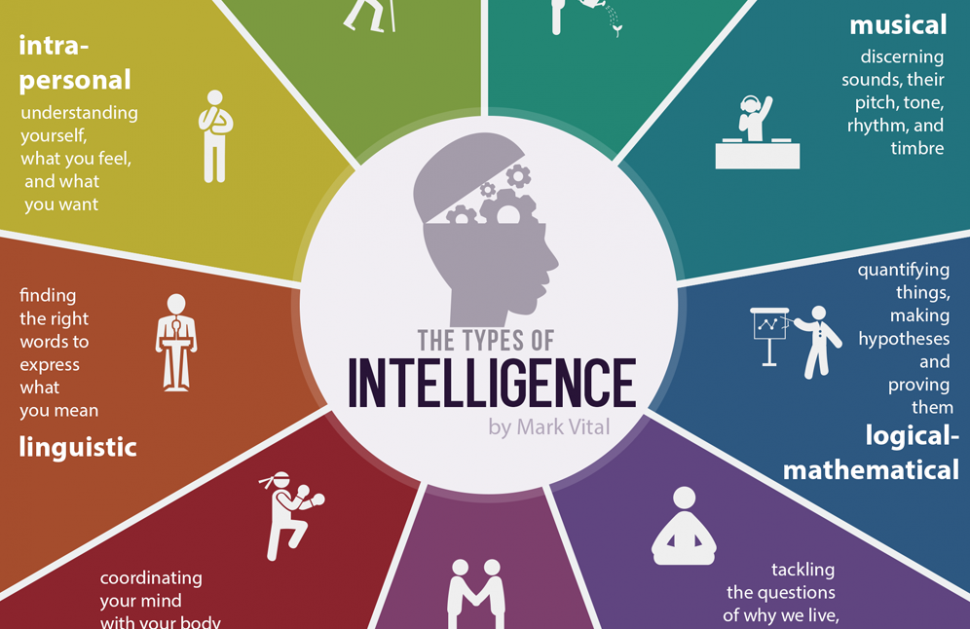 intra-
personal
understanding
yourself,
what you feel,
and what
you want
musical
discerning
sounds, their
pitch, tone,
rhythm, and
timbre
finding
the right
words to
express
what
you mean
linguistic
THE TYPES OF
INTELLIGENCE
by Mark Vital
quantifying
things,
making
hypotheses
and
proving
them
logical-
mathematical
coordinating
your mind
with your body
tackling
the questions
of why we live,